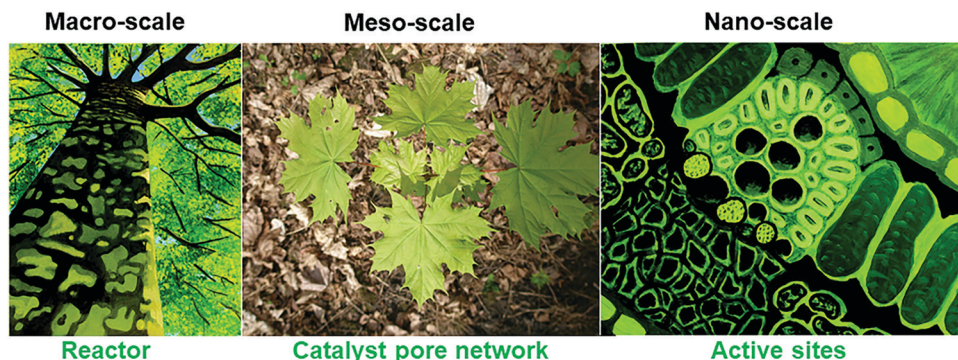 Macro-scale
Meso-scale
Nano-scale
Reactor
Catalyst pore network
Active sites